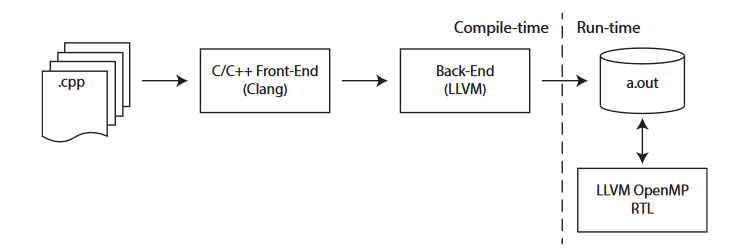 Compile-time
Run-time
.cpp
C/C++ Front-End
(Clang)
Back-End
(LLVM)
a.out
LLVM OpenMP
RTL